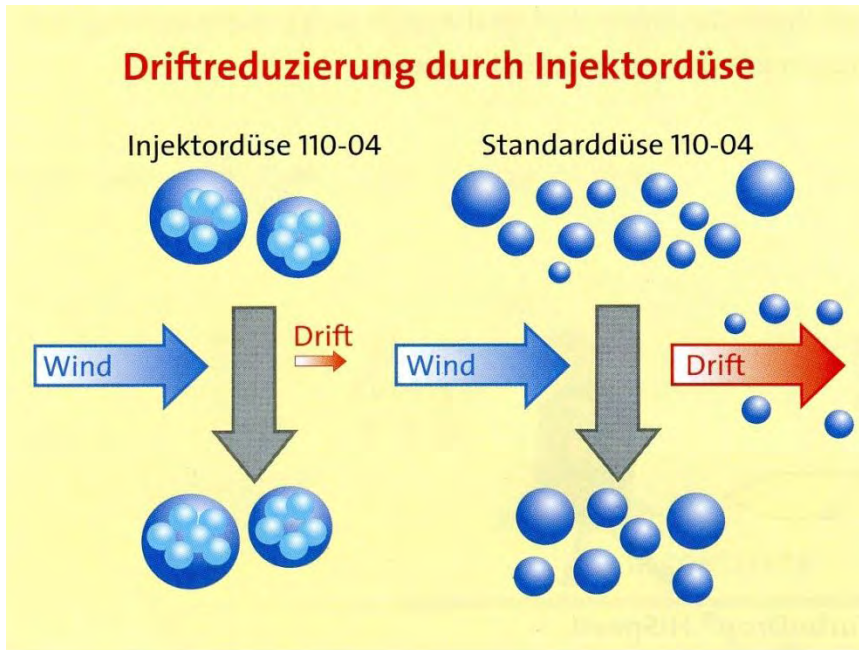 Driftreduzierung durch Injektordüse
Injektordüse 110-04
Standarddüse 110-04
Wind
Drift
Wind
Drift